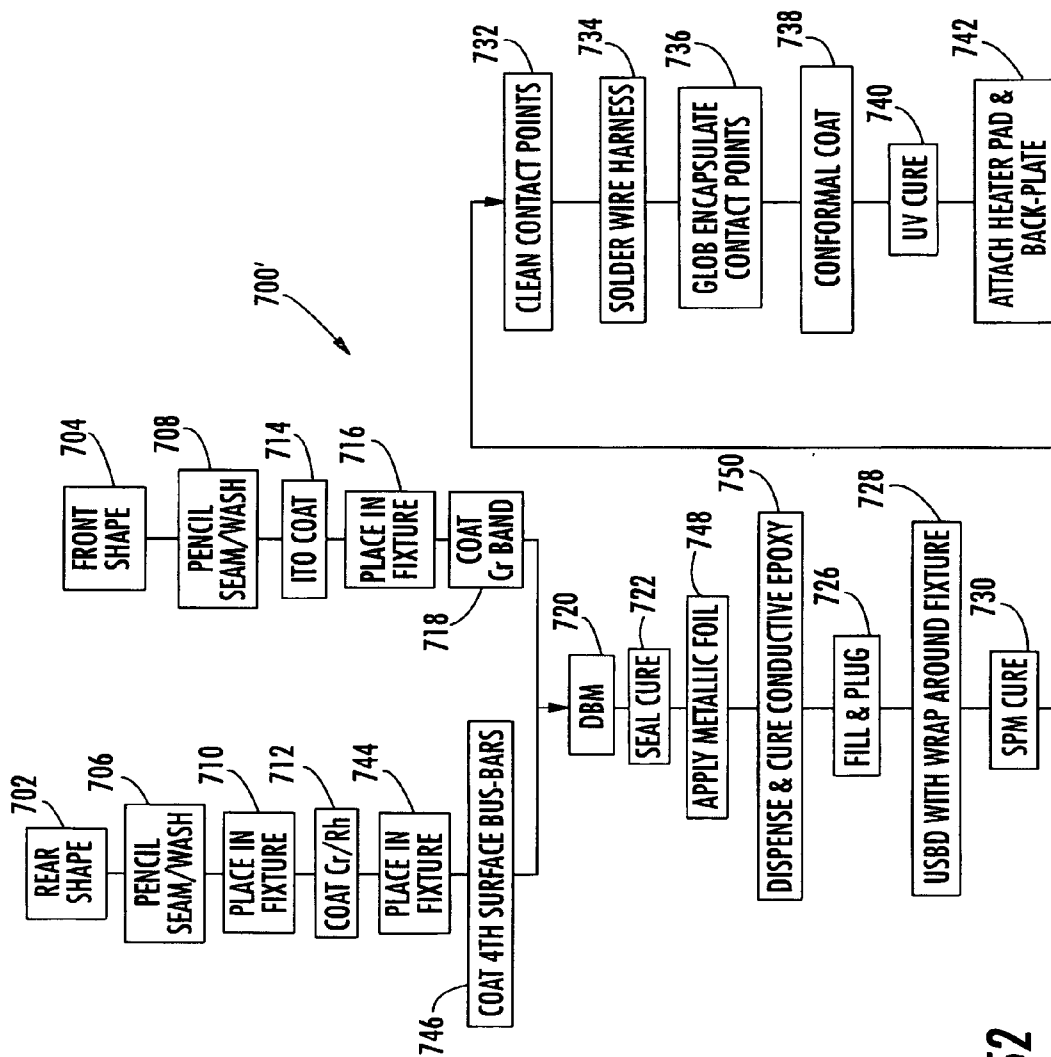 700'
702
REAR
SHAPE
706
PENCIL
SEAM/WASH
710
PLACE IN
FIXTURE
712
COAT Cr/Rh
744
PLACE IN
FIXTURE
746
COAT 4TH SURFACE BUS-BARS
704
FRONT
SHAPE
708
PENCIL
SEAM/WASH
714
ITO COAT
716
PLACE IN
FIXTURE
COAT
Cr BAND
718
720
DBM
722
SEAL CURE
748
APPLY METALLIC FOIL
750
DISPENSE & CURE CONDUCTIVE EPOXY
726
FILL & PLUG
728
USBD WITH WRAP AROUND FIXTURE
730
SPM CURE
732
CLEAN CONTACT POINTS
734
SOLDER WIRE HARNESS
736
GLOB ENCAPSULATE
CONTACT POINTS
738
CONFORMAL COAT
740
UV CURE
742
ATTACH HEATER PAD &
BACK-PLATE
52